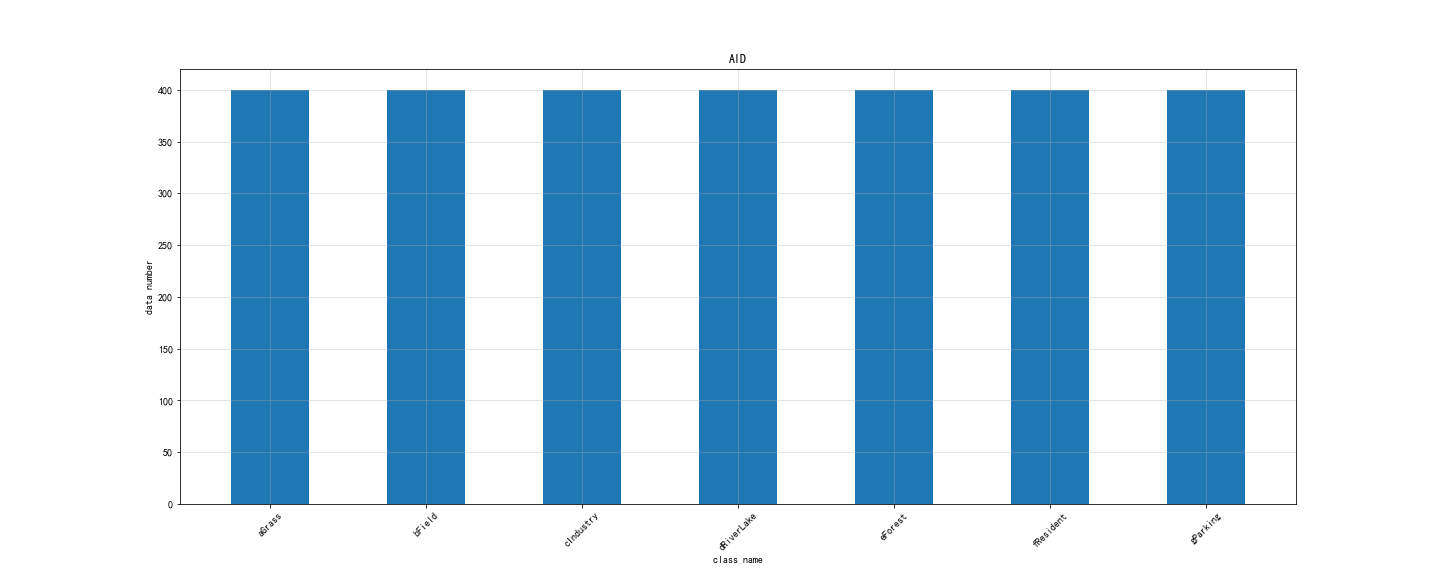 AID
400
350
300
250
200
150
100
50
0
data number
aGrass
bField
cIndustry
dRiverLake
eForest
fResident
gParking
class name